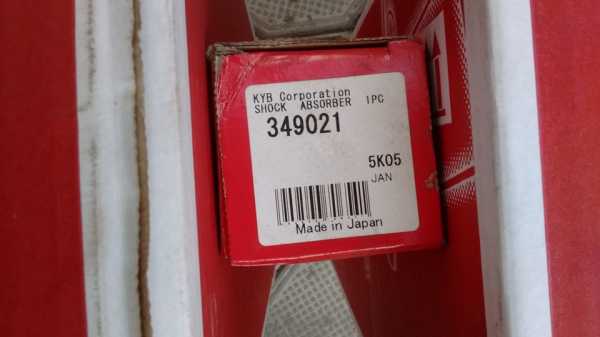 KYB Corporation
SHOCK ABSORBER 1PC
349021
5K05
JAN
Made in Japan